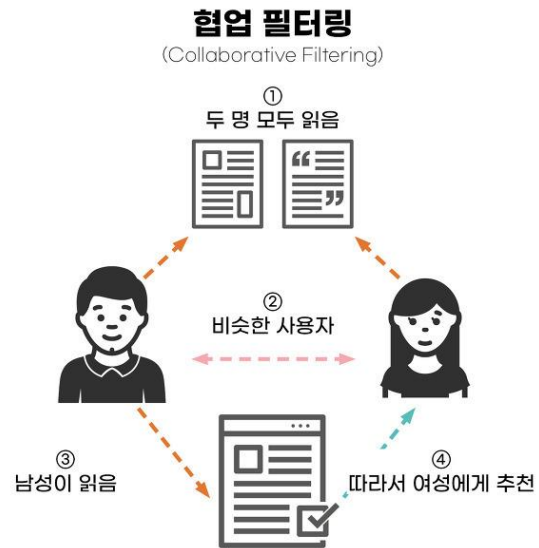 협업 필터링
(Collaborative Filtering)
①
두 명 모두 읽음
②
비슷한 사용자
③
남성이 읽음
④
따라서 여성에게 추천